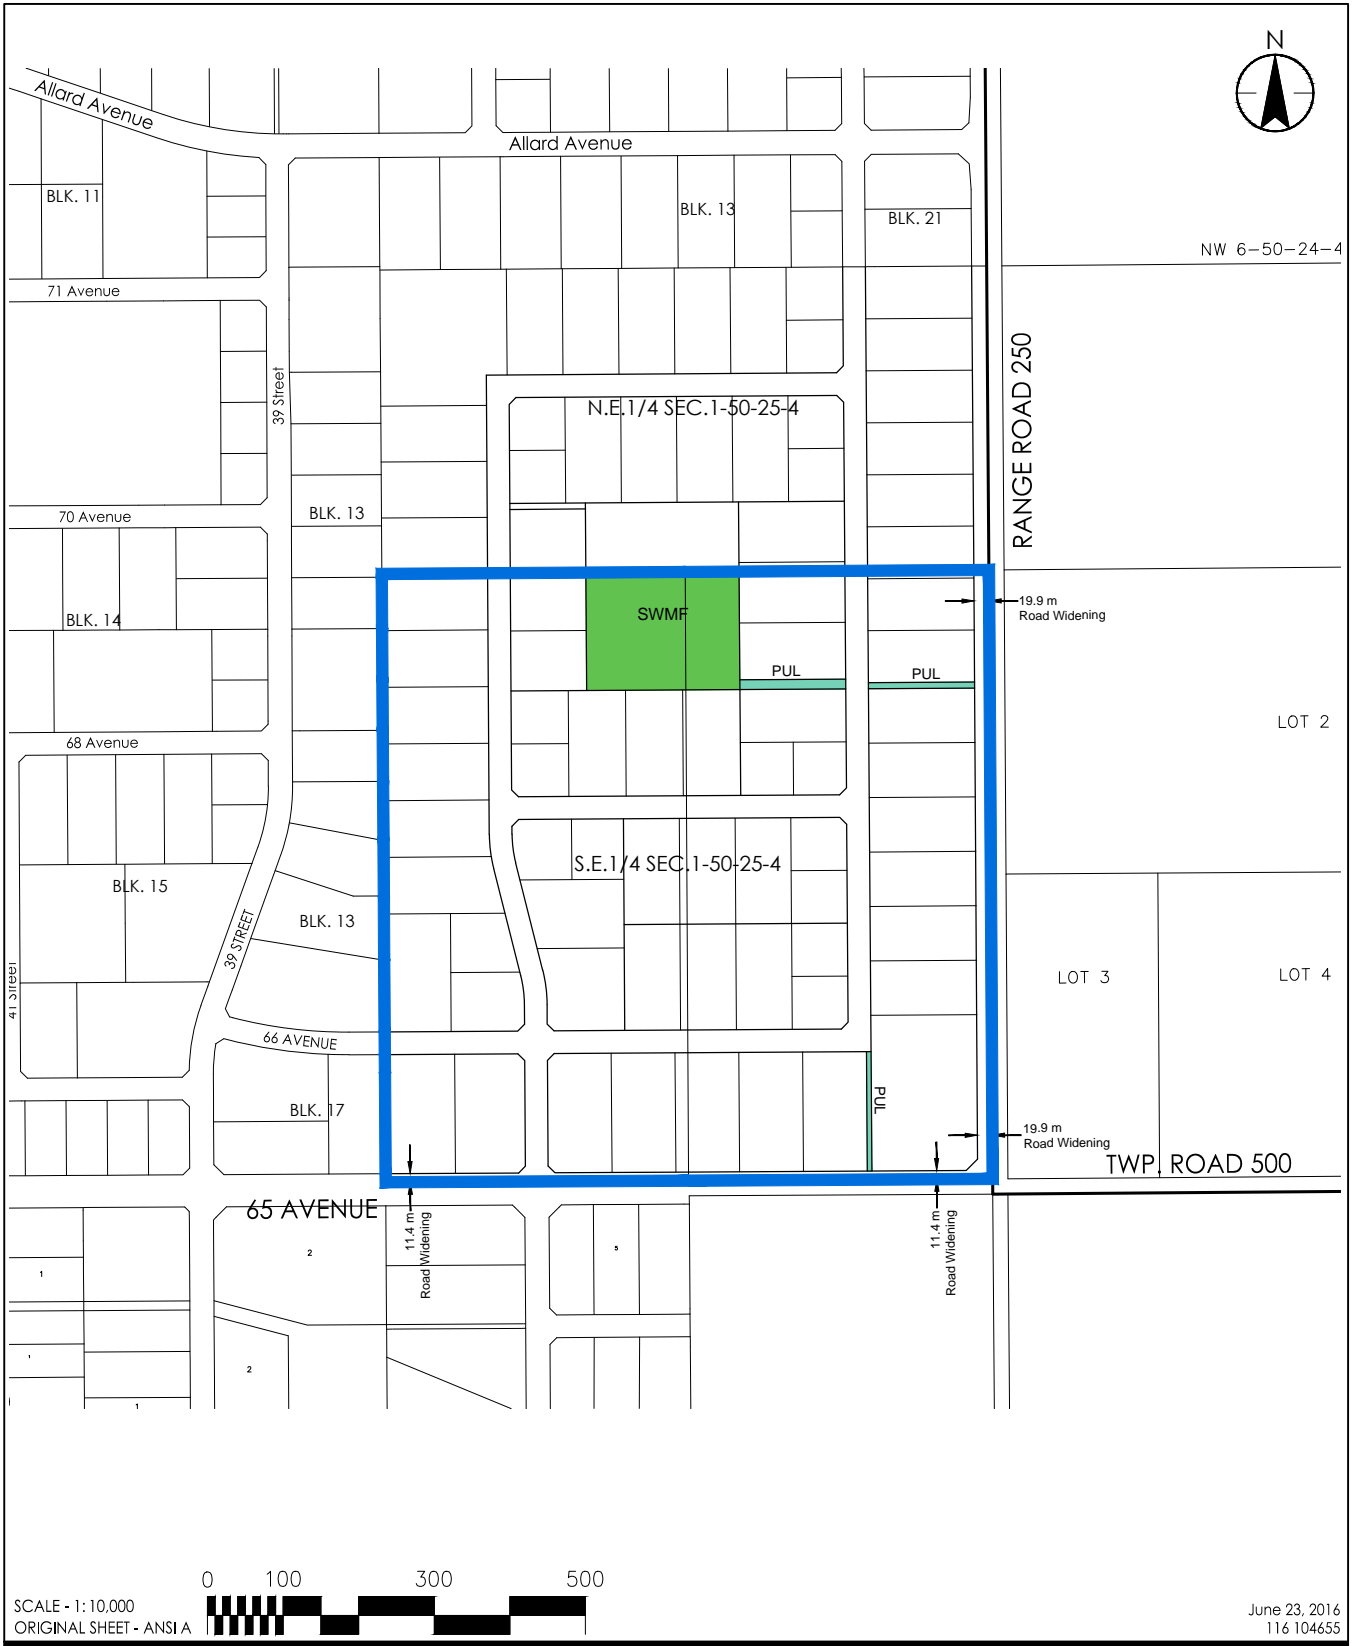 N
Allard Avenue
Allard Avenue
BLK. 11
BLK. 13
BLK. 21
NW 6-50-24-4
71 Avenue
RANGE ROAD 250
39 Street
N.E.1/4 SEC.1-50-25-4
70 Avenue
BLK. 13
19.9 m
Road Widening
SWMF
BLK. 14
PUL
PUL
LOT 2
68 Avenue
S.E.1/4 SEC.1-50-25-4
BLK. 15
BLK. 13
39 STREET
41 Street
LOT 3
LOT 4
66 AVENUE
PUL
BLK. 17
19.9 m
Road Widening
TWP. ROAD 500
65 AVENUE
11.4 m
Road Widening
11.4 m
Road Widening
2
5
1
1
2
1
0 100 300 500
SCALE - 1: 10,000
ORIGINAL SHEET - ANSI A
June 23, 2016
116 104655